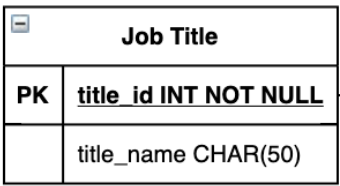 Job Title
PK title_id INT NOT NULL
title_name CHAR(50)